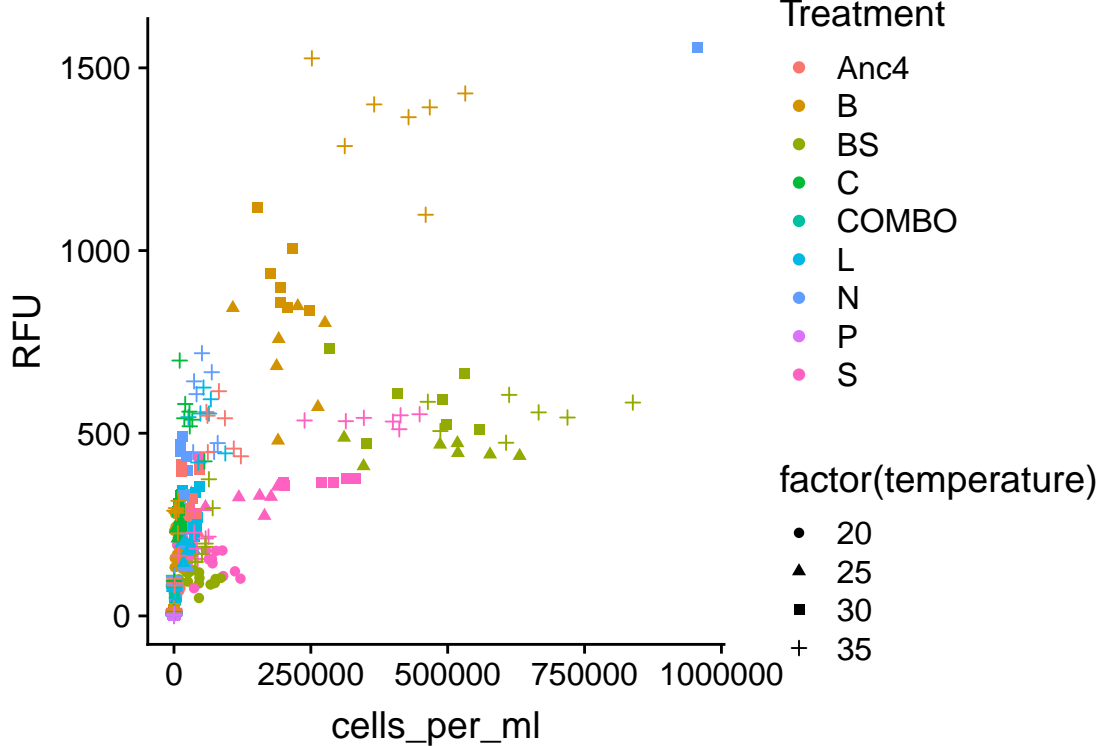 1500
1000
500
0
RFU
0
250000
500000
750000
1000000
cells_per_ml
Treatment
Anc4
B
BS
C
COMBO
L
N
P
S
factor(temperature)
20
25
30
35